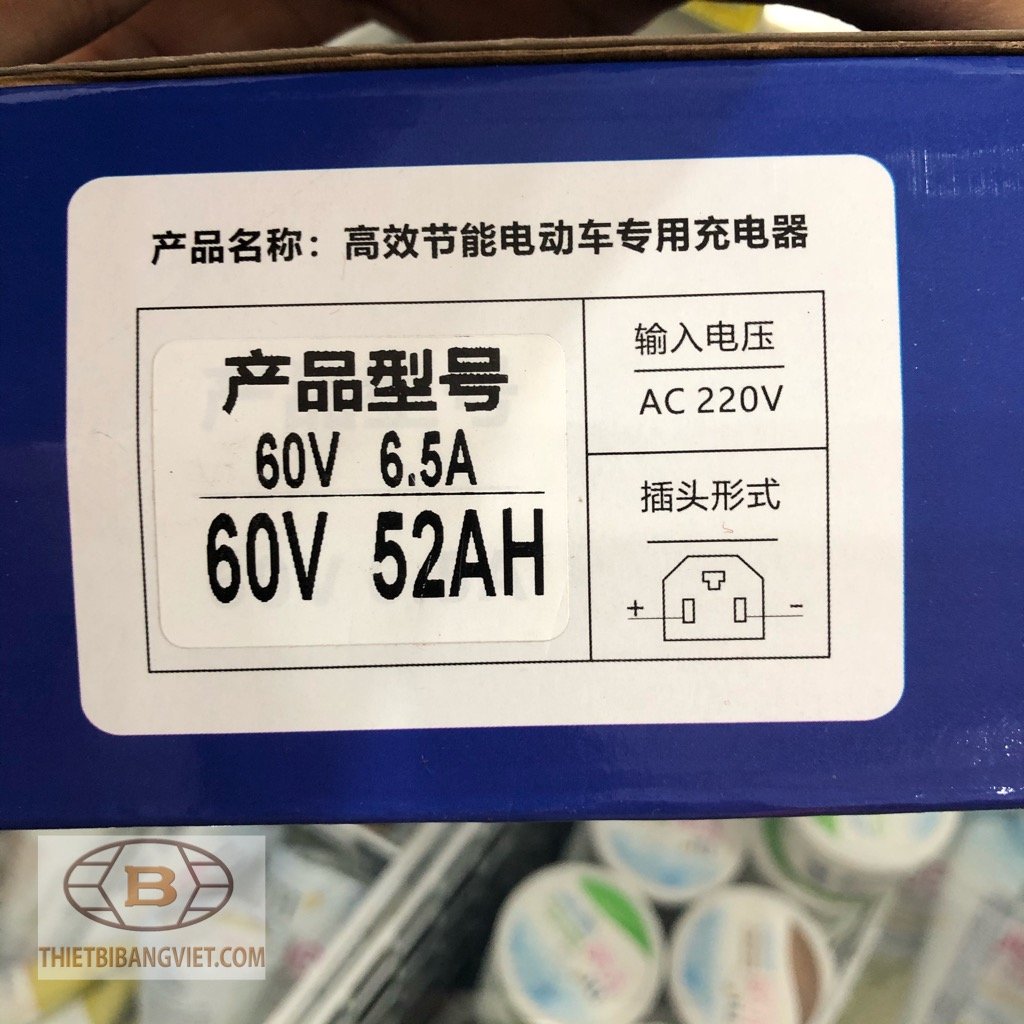 产品名称：高效节能电动车专用充电器
产品型号
60V 6.5A
60V 52AH
输入电压
AC 220V
插头形式
+ -
B
THIETBIBANGVIET.COM